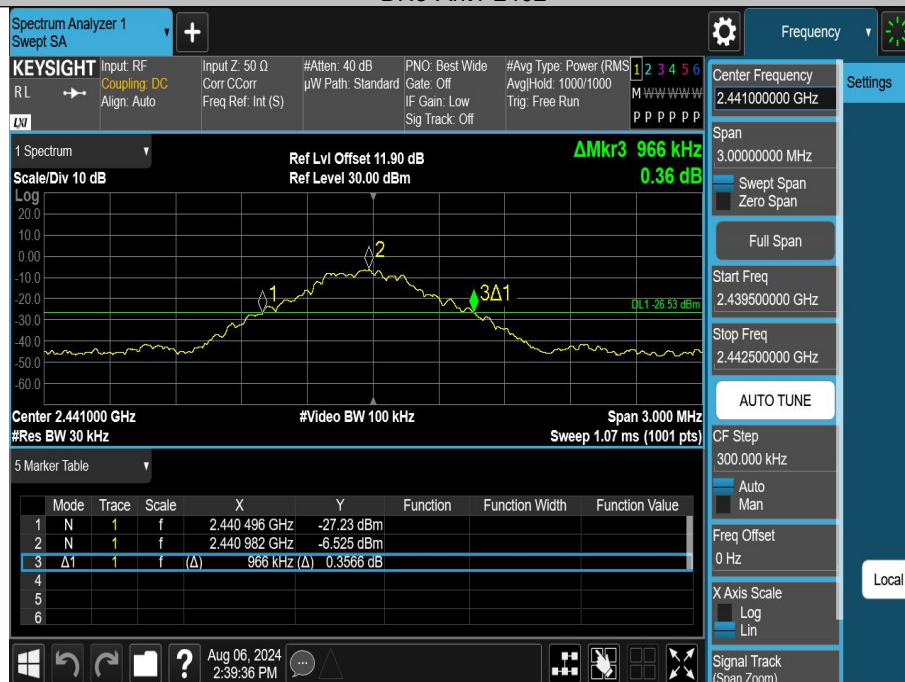 Spectrum Analyzer 1
Swept SA
+
Frequency
KEYSIGHT
RL
LXI
Input: RF
Coupling: DC
Align: Auto
Input Z: 50 Ω
Corr CCorr
Freq Ref: Int (S)
#Atten: 40 dB
µW Path: Standard
PNO: Best Wide
Gate: Off
IF Gain: Low
Sig Track: Off
#Avg Type: Power (RMS
Avg|Hold: 1000/1000
Trig: Free Run
1 2 3 4 5 6
M W W W W W
P P P P P P
1 Spectrum
Scale/Div 10 dB
Ref Lvl Offset 11.90 dB
Ref Level 30.00 dBm
ΔMkr3 966 kHz
0.36 dB
Log
20.0
10.0
0.00
-10.0
-20.0
-30.0
-40.0
-50.0
-60.0
1
2
3Δ1
DL1 -26.53 dBm
Center 2.441000 GHz
#Video BW 100 kHz
Span 3.000 MHz
#Res BW 30 kHz
Sweep 1.07 ms (1001 pts)
5 Marker Table
Mode Trace Scale X Y Function Function Width Function Value
1 N 1 f 2.440 496 GHz -27.23 dBm
2 N 1 f 2.440 982 GHz -6.525 dBm
3 Δ1 1 f (Δ) 966 kHz (Δ) 0.3566 dB
4
5
6
Aug 06, 2024
2:39:36 PM
?
Center Frequency
2.441000000 GHz
Settings
Span
3.00000000 MHz
Swept Span
Zero Span
Full Span
Start Freq
2.439500000 GHz
Stop Freq
2.442500000 GHz
AUTO TUNE
CF Step
300.000 kHz
Auto
Man
Freq Offset
0 Hz
Local
X Axis Scale
Log
Lin
Signal Track
(Span Zoom)